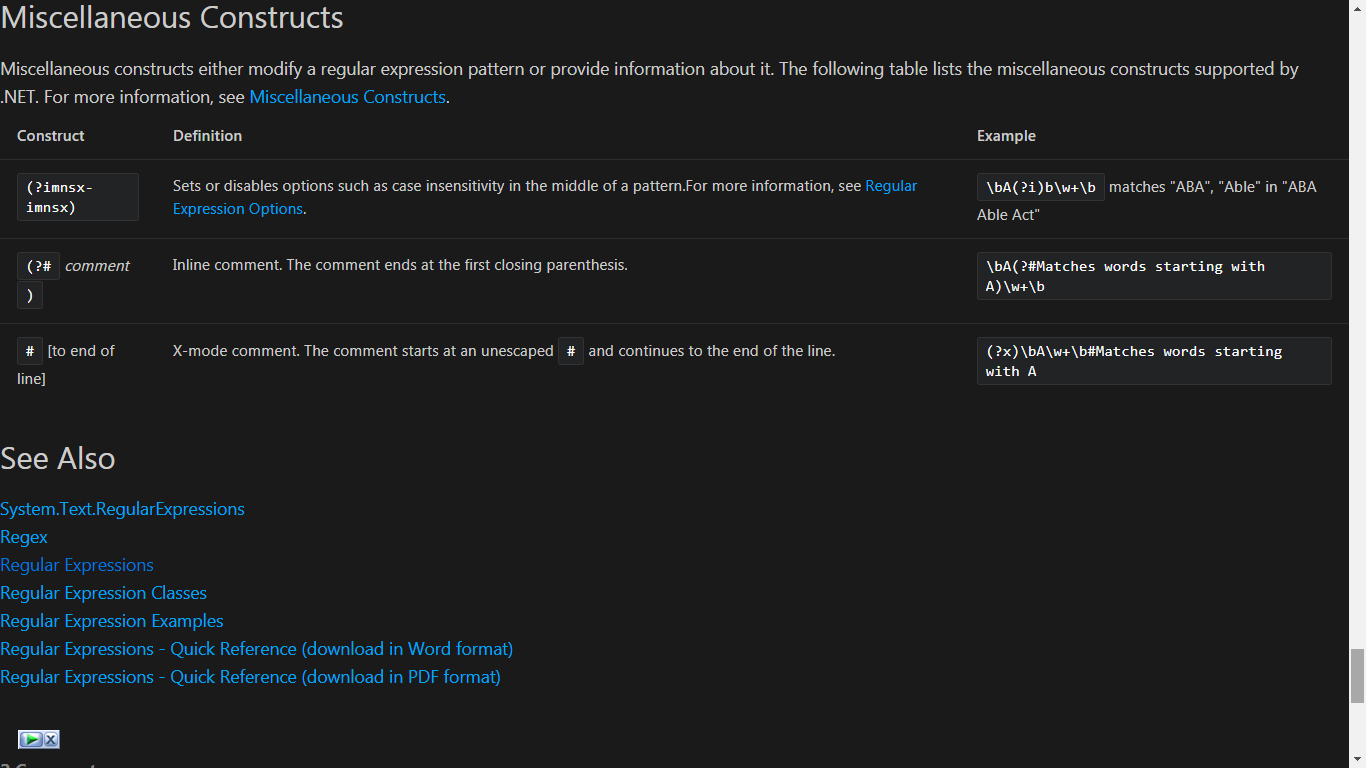 Miscellaneous Constructs
Miscellaneous constructs either modify a regular expression pattern or provide information about it. The following table lists the miscellaneous constructs supported by
.NET. For more information, see Miscellaneous Constructs.
Construct Definition Example
(?imnsx-
imnsx)
Sets or disables options such as case insensitivity in the middle of a pattern.For more information, see Regular
Expression Options.
\bA(?i)b\w+\b matches "ABA", "Able" in "ABA
Able Act"
(?# comment
)
Inline comment. The comment ends at the first closing parenthesis.
\bA(?#Matches words starting with
A)\w+\b
# [to end of
line]
X-mode comment. The comment starts at an unescaped # and continues to the end of the line.
(?x)\bA\w+\b#Matches words starting
with A
See Also
System.Text.RegularExpressions
Regex
Regular Expressions
Regular Expression Classes
Regular Expression Examples
Regular Expressions - Quick Reference (download in Word format)
Regular Expressions - Quick Reference (download in PDF format)